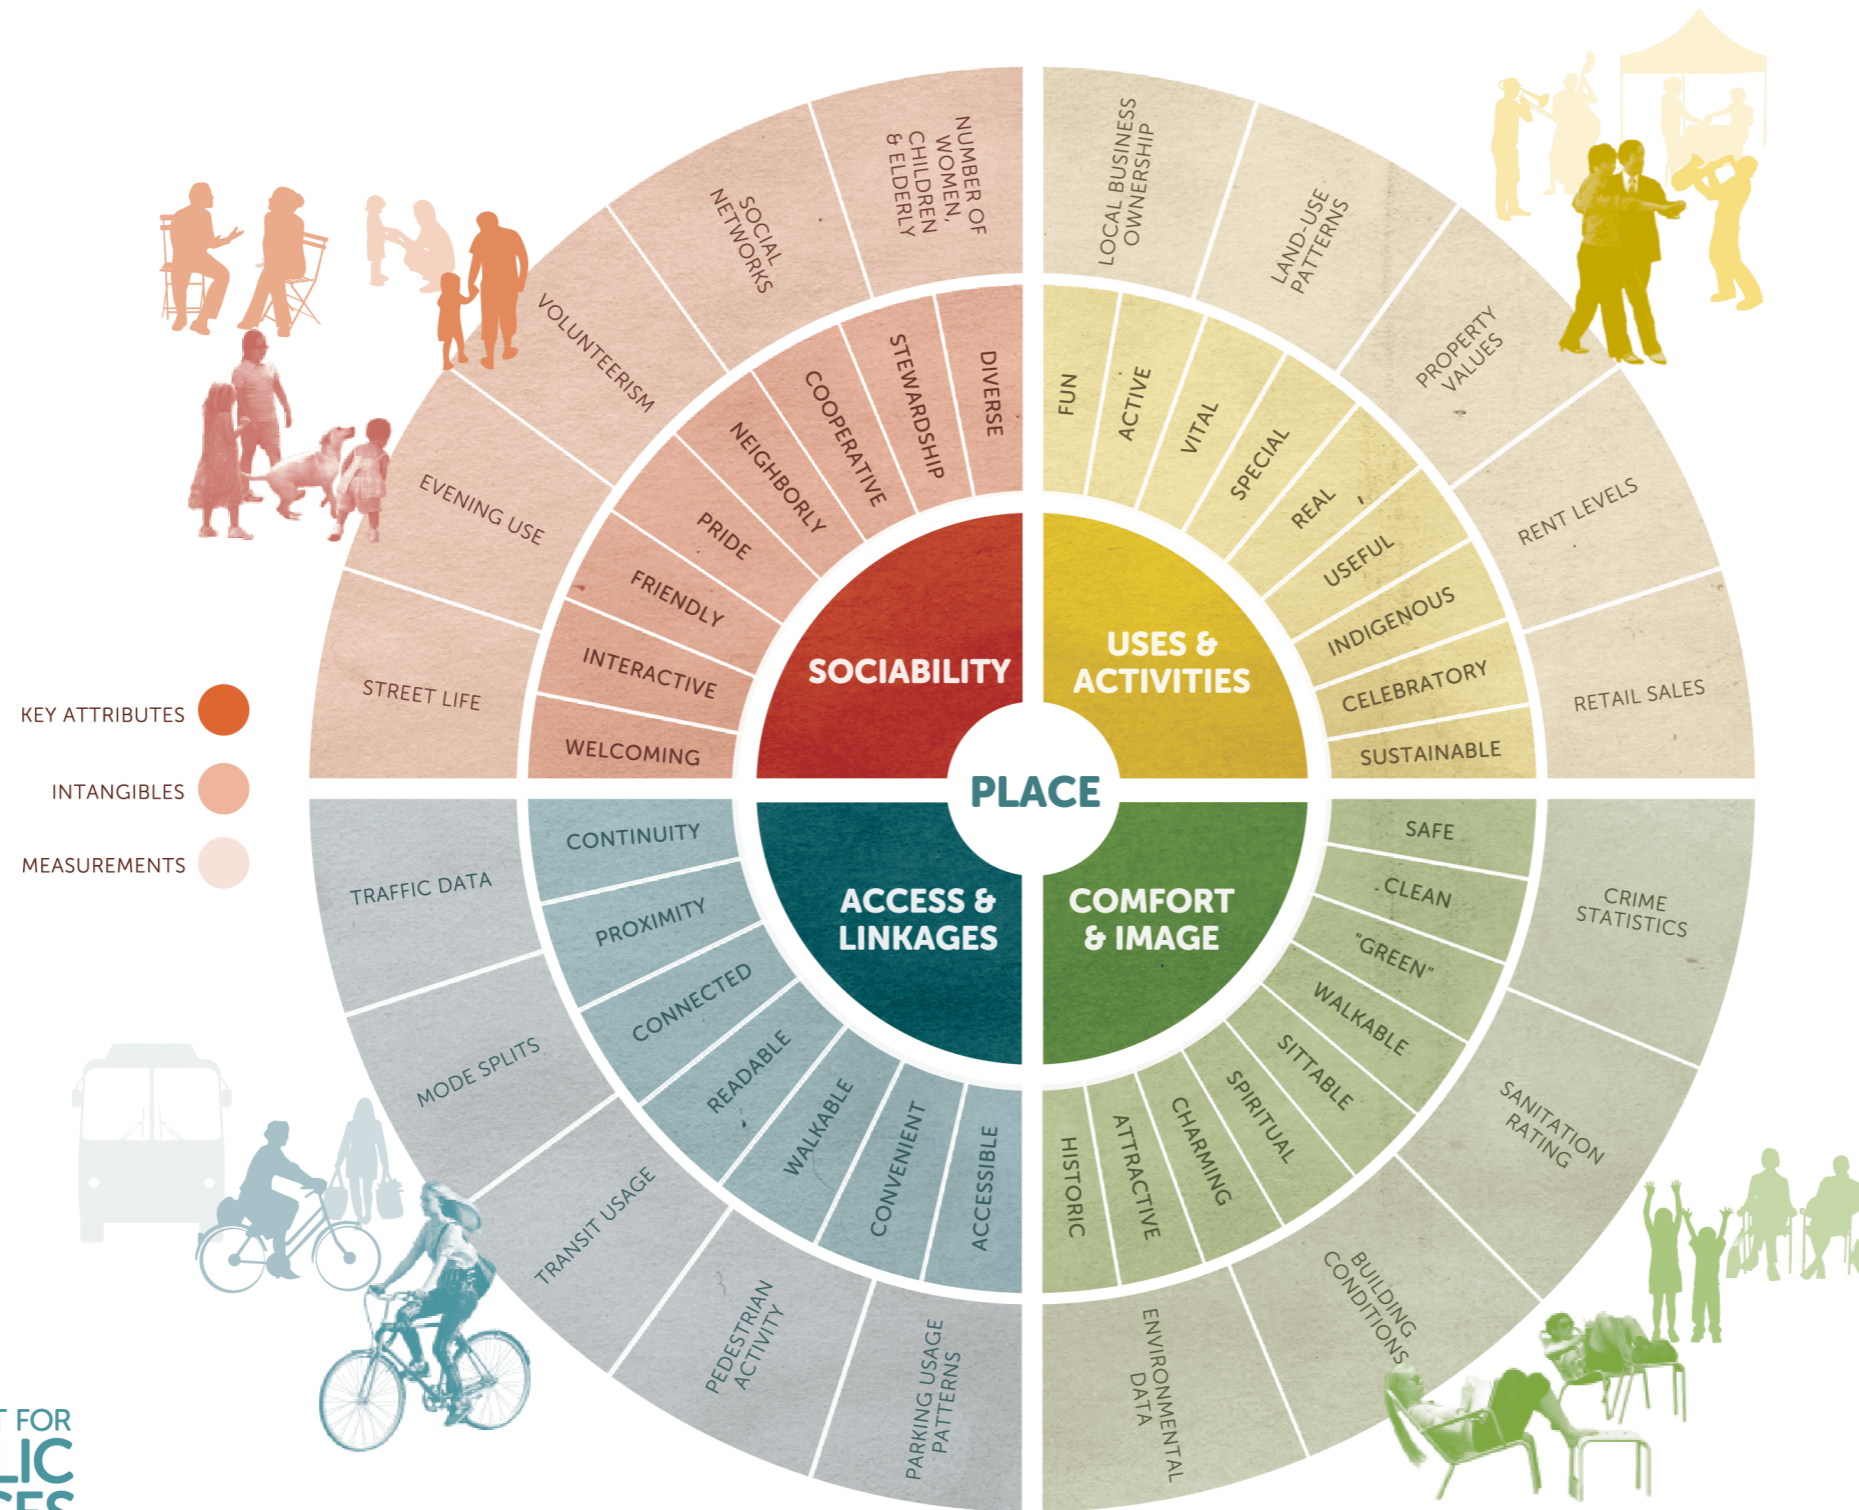 NUMBER OF
WOMEN,
CHILDREN
& ELDERLY
SOCIAL
NETWORKS
VOLUNTEERISM
EVENING USE
STREET LIFE
DIVERSE
STEWARDSHIP
COOPERATIVE
NEIGHBORLY
PRIDE
FRIENDLY
INTERACTIVE
WELCOMING
SOCIABILITY
LOCAL BUSINESS
OWNERSHIP
LAND-USE
PATTERNS
PROPERTY
VALUES
RENT LEVELS
RETAIL SALES
FUN
ACTIVE
VITAL
SPECIAL
REAL
USEFUL
INDIGENOUS
CELEBRATORY
SUSTAINABLE
USES &
ACTIVITIES
PLACE
KEY ATTRIBUTES
INTANGIBLES
MEASUREMENTS
ACCESS &
LINKAGES
CONTINUITY
PROXIMITY
CONNECTED
READABLE
WALKABLE
CONVENIENT
ACCESSIBLE
TRAFFIC DATA
MODE SPLITS
TRANSIT USAGE
PEDESTRIAN
ACTIVITY
PARKING USAGE
PATTERNS
COMFORT
& IMAGE
SAFE
CLEAN
"GREEN"
WALKABLE
SITTABLE
SPIRITUAL
CHARMING
ATTRACTIVE
HISTORIC
CRIME
STATISTICS
SANITATION
RATING
BUILDING
CONDITIONS
ENVIRONMENTAL
DATA
T FOR
LIC
CES